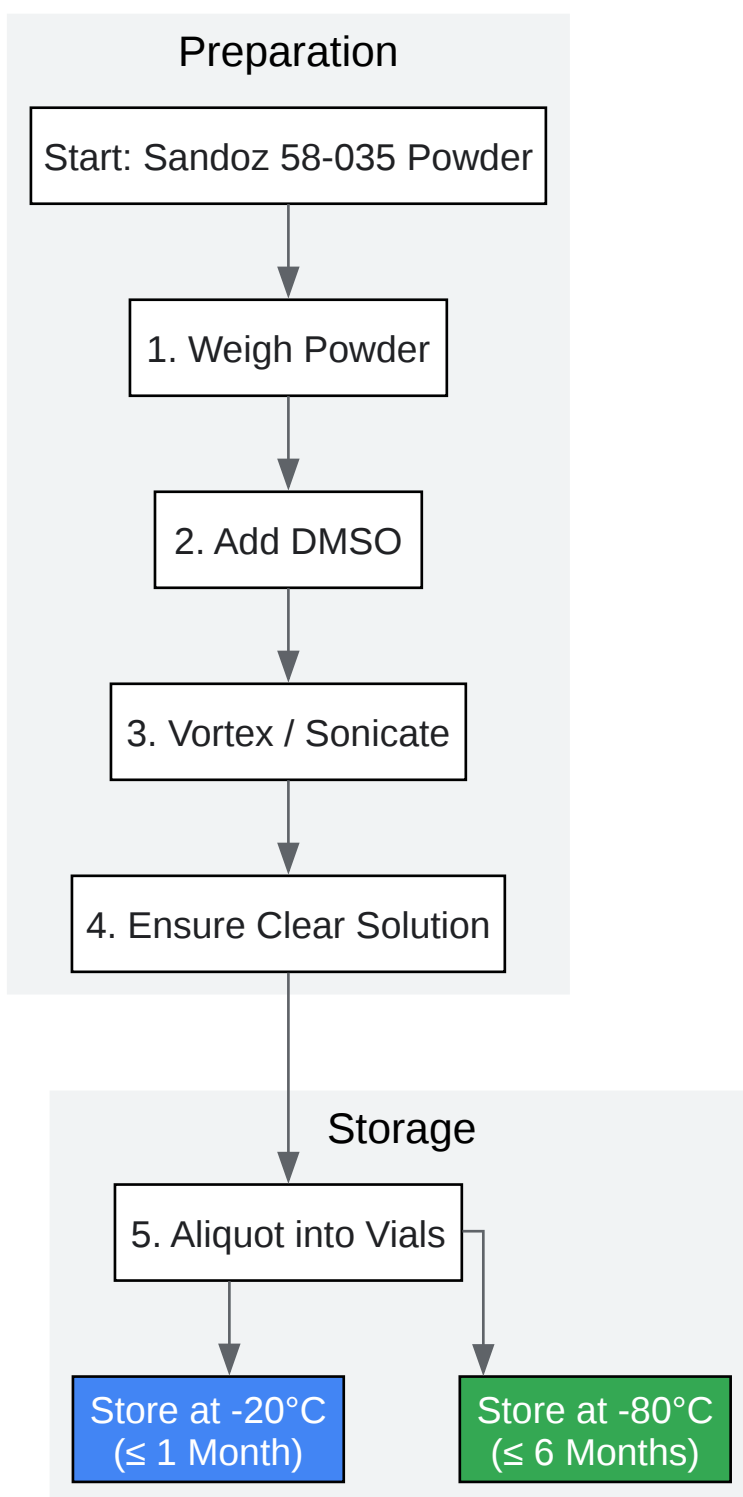 Preparation
Start: Sandoz 58-035 Powder
1. Weigh Powder
2. Add DMSO
3. Vortex / Sonicate
4. Ensure Clear Solution
Storage
5. Aliquot into Vials
Store at -20°C
(≤ 1 Month)
Store at -80°C
(≤ 6 Months)